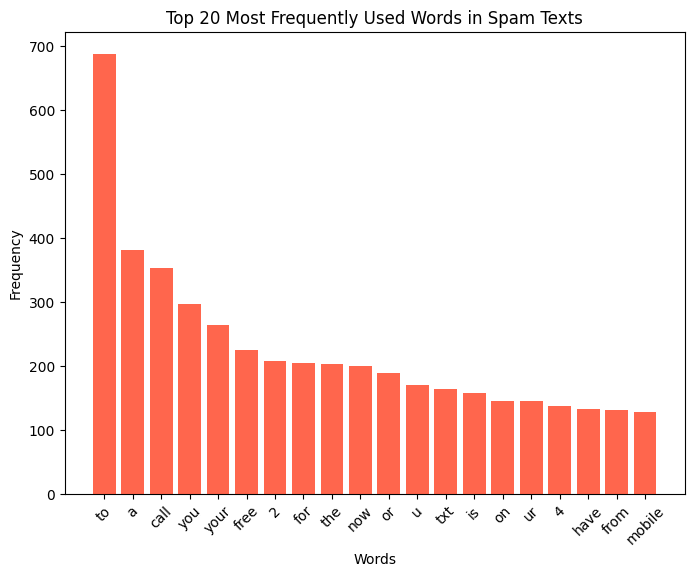 Top 20 Most Frequently Used Words in Spam Texts
700
600
500
400
300
200
100
0
Frequency
to a call you your free 2 for the now or u txt is on ur 4 have from mobile
Words